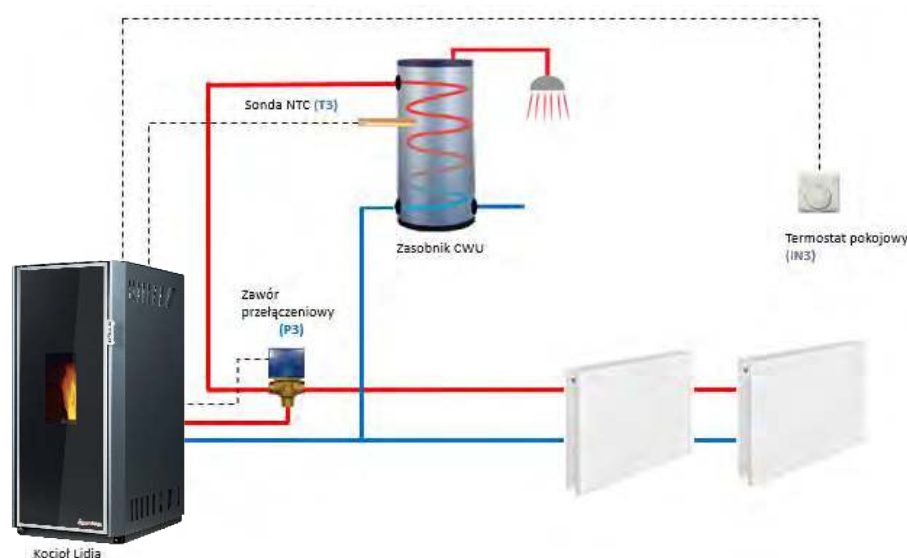 Sonda NTC (T3)
Zasobnik CWU
Termostat pokojowy
(IN3)
Zawór
przełączeniowy
(P3)
Kocioł Lidia